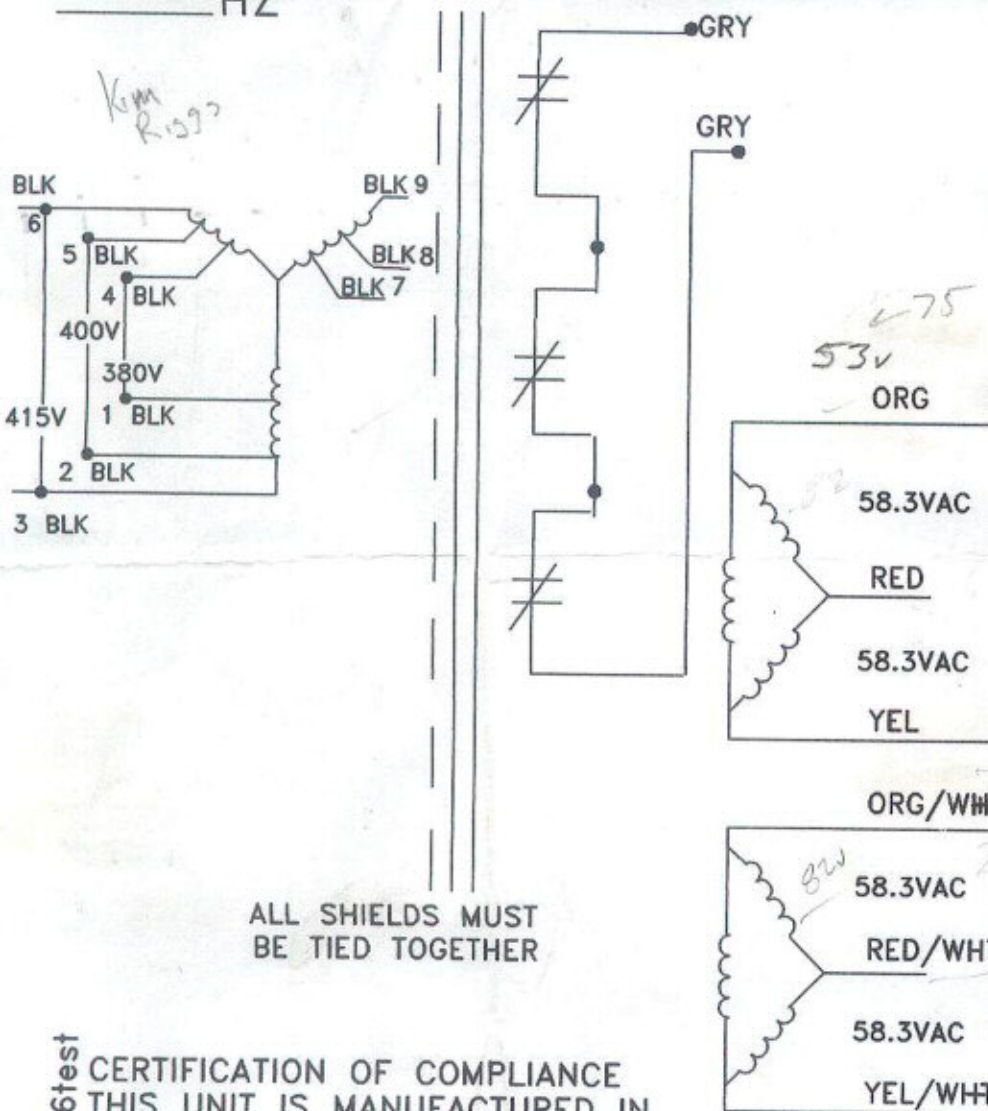 HZ
GRY
Kim
Riggs
GRY
BLK
BLK 9
6
5 BLK
BLK 8
4 BLK
BLK 7
400V
75
53v
380V
ORG
415V
1 BLK
2 BLK
58.3VAC
3 BLK
RED
58.3VAC
YEL
ORG/WH
82v
58.3VAC
ALL SHIELDS MUST
BE TIED TOGETHER
RED/WHT
58.3VAC
6test
CERTIFICATION OF COMPLIANCE
THIS UNIT IS MANUFACTURED IN
YEL/WHT